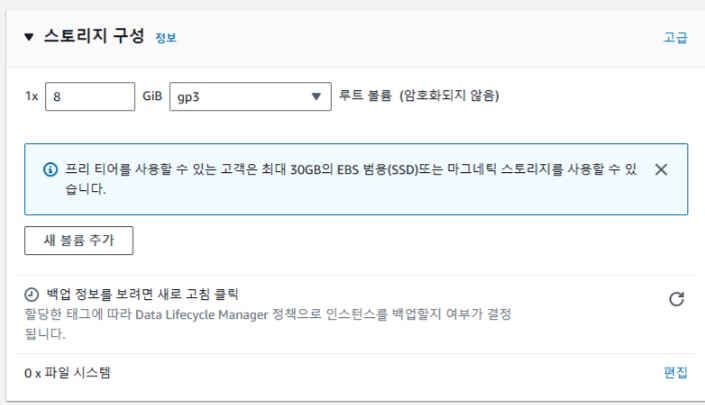 ▼ 스토리지 구성 정보 고급
1x 8 GiB gp3 루트 볼륨 (암호화되지 않음)
프리 티어를 사용할 수 있는 고객은 최대 30GB의 EBS 범용(SSD)또는 마그네틱 스토리지를 사용할 수 있
습니다.
새 볼륨 추가
백업 정보를 보려면 새로 고침 클릭
할당한 태그에 따라 Data Lifecycle Manager 정책으로 인스턴스를 백업할지 여부가 결정
됩니다.
0 x 파일 시스템 편집